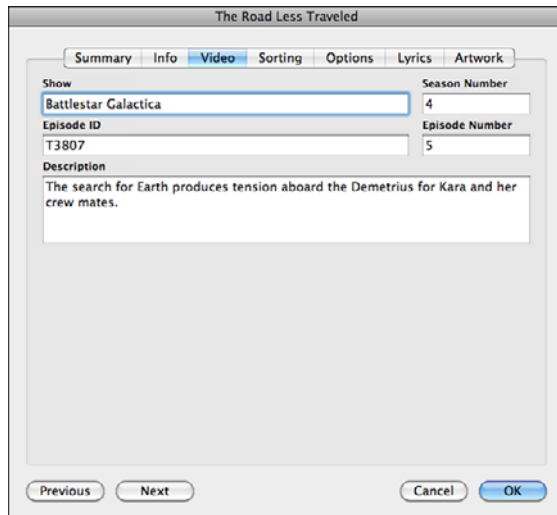 The Road Less Traveled
Summary Info Video Sorting Options Lyrics Artwork
Show Season Number
Battlestar Galactica 4
Episode ID Episode Number
T3807 5
Description
The search for Earth produces tension aboard the Demetrius for Kara and her
crew mates.
Previous Next Cancel OK